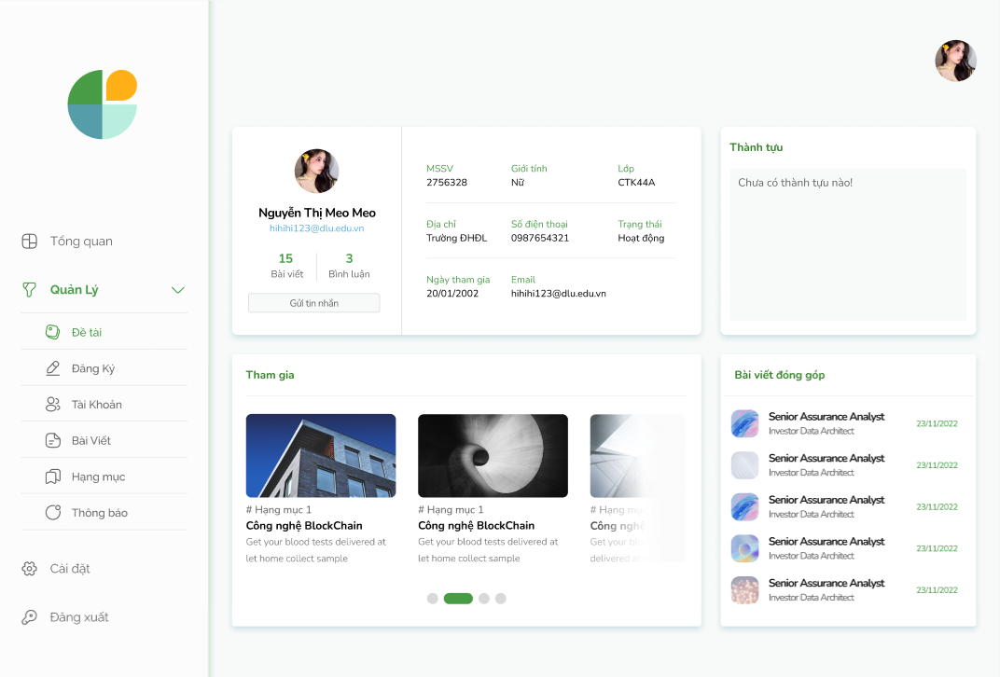 Tổng quan
Quản Lý
Đề tài
Đăng Ký
Tài Khoản
Bài Viết
Hạng mục
Thông báo
Cài đặt
Đăng xuất
Nguyễn Thị Meo Meo
hihihi123@dlu.edu.vn
15 3
Bài viết Bình luận
Gửi tin nhắn
MSSV Giới tính Lớp
2756328 Nữ CTK44A
Địa chỉ Số điện thoại Trạng thái
Trường ĐHĐL 0987654321 Hoạt động
Ngày tham gia Email
20/01/2002 hihihi123@dlu.edu.vn
Thành tựu
Chưa có thành tựu nào!
Tham gia
# Hạng mục 1
Công nghệ BlockChain
Get your blood tests delivered at
let home collect sample
# Hạng mục 1
Công nghệ BlockChain
Get your blood tests delivered at
let home collect sample
# Hạng mục
Công nghệ
Get your
delivered at
Bài viết đóng góp
Senior Assurance Analyst
Investor Data Architect
23/11/2022
Senior Assurance Analyst
Investor Data Architect
23/11/2022
Senior Assurance Analyst
Investor Data Architect
23/11/2022
Senior Assurance Analyst
Investor Data Architect
23/11/2022
Senior Assurance Analyst
Investor Data Architect
23/11/2022